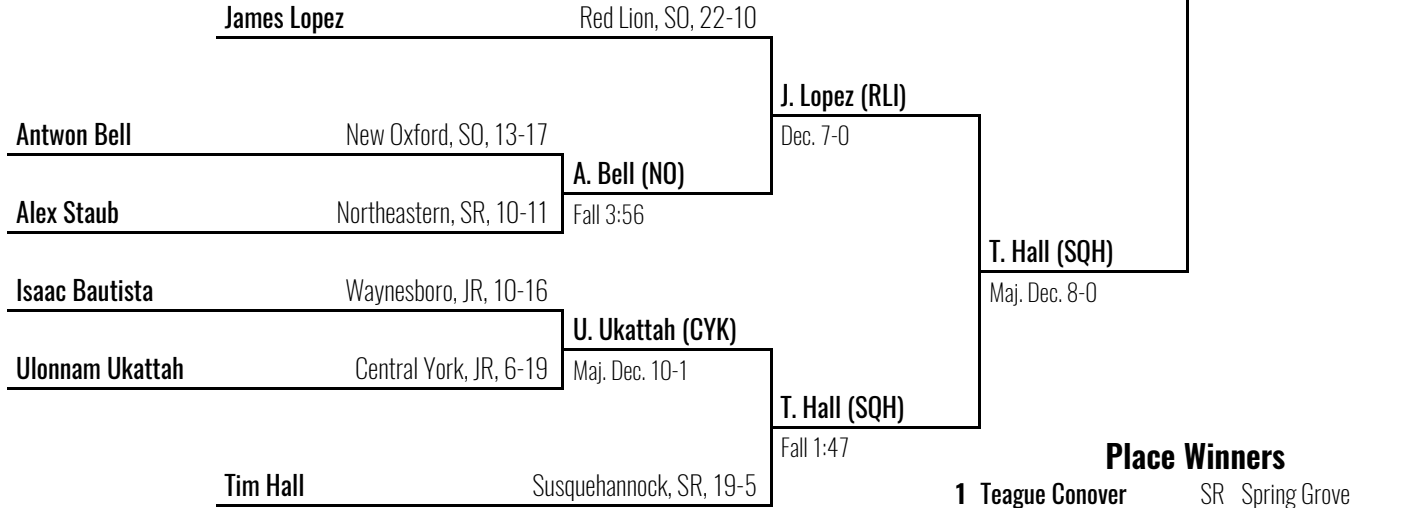 James Lopez Red Lion, SO, 22-10
J. Lopez (RLI)
Antwon Bell New Oxford, SO, 13-17
Dec. 7-0
A. Bell (NO)
Alex Staub Northeastern, SR, 10-11
Fall 3:56
T. Hall (SQH)
Isaac Bautista Waynesboro, JR, 10-16
Maj. Dec. 8-0
U. Ukattah (CYK)
Ulonnam Ukattah Central York, JR, 6-19
Maj. Dec. 10-1
T. Hall (SQH)
Fall 1:47
Place Winners
Tim Hall Susquehannock, SR, 19-5
1 Teague Conover SR Spring Grove